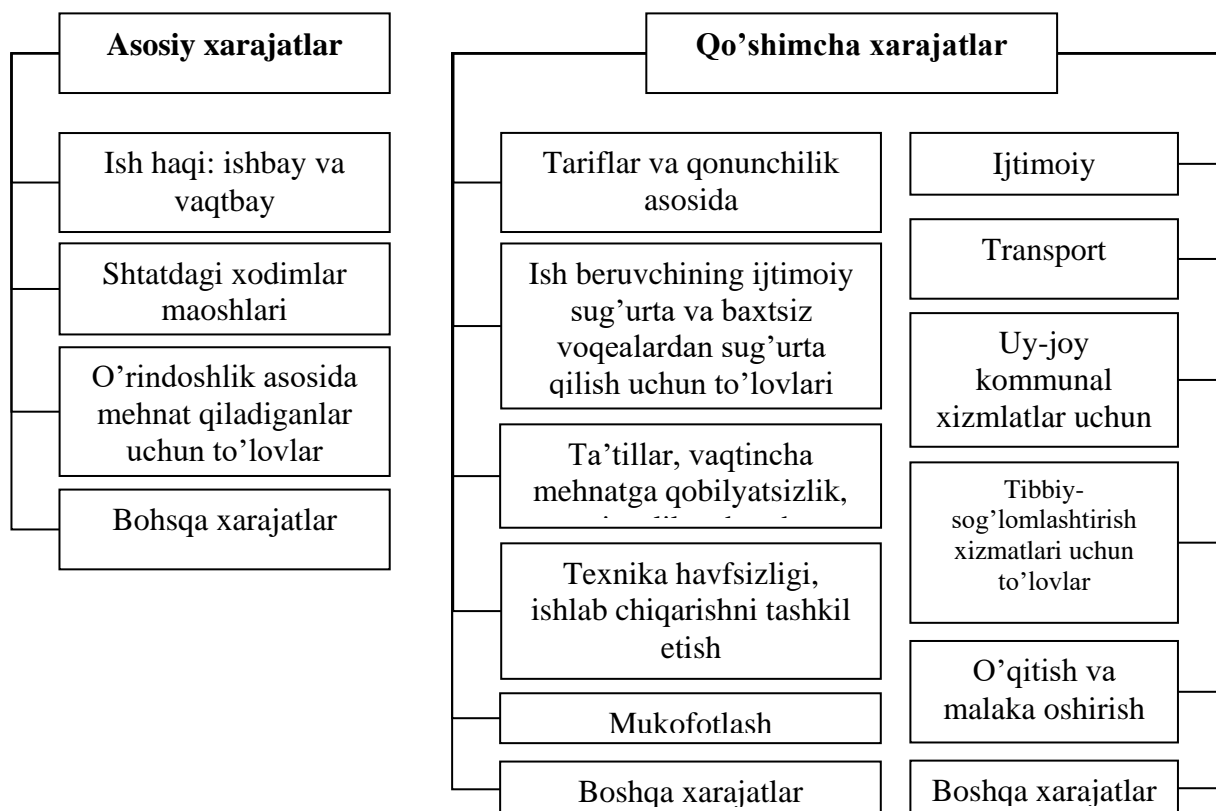 Asosiy xarajatlar
Ish haqi: ishbay va
vaqtbay
Shtatdagi xodimlar
maoshlari
O’rindoshlik asosida
mehnat qiladiganlar
uchun to’lovlar
Bohsqa xarajatlar
Qo’shimcha xarajatlar
Tariflar va qonunchilik
asosida
Ish beruvchining ijtimoiy
sug’urta va baxtsiz
voqealardan sug’urta
qilish uchun to’lovlari
Ta’tillar, vaqtincha
mehnatga qobilyatsizlik,
Texnika havfsizligi,
ishlab chiqarishni tashkil
etish
Mukofotlash
Boshqa xarajatlar
Ijtimoiy
Transport
Uy-joy
kommunal
xizmlatlar uchun
Tibbiy-
sog’lomlashtirish
xizmatlari uchun
to’lovlar
O’qitish va
malaka oshirish
Boshqa xarajatlar